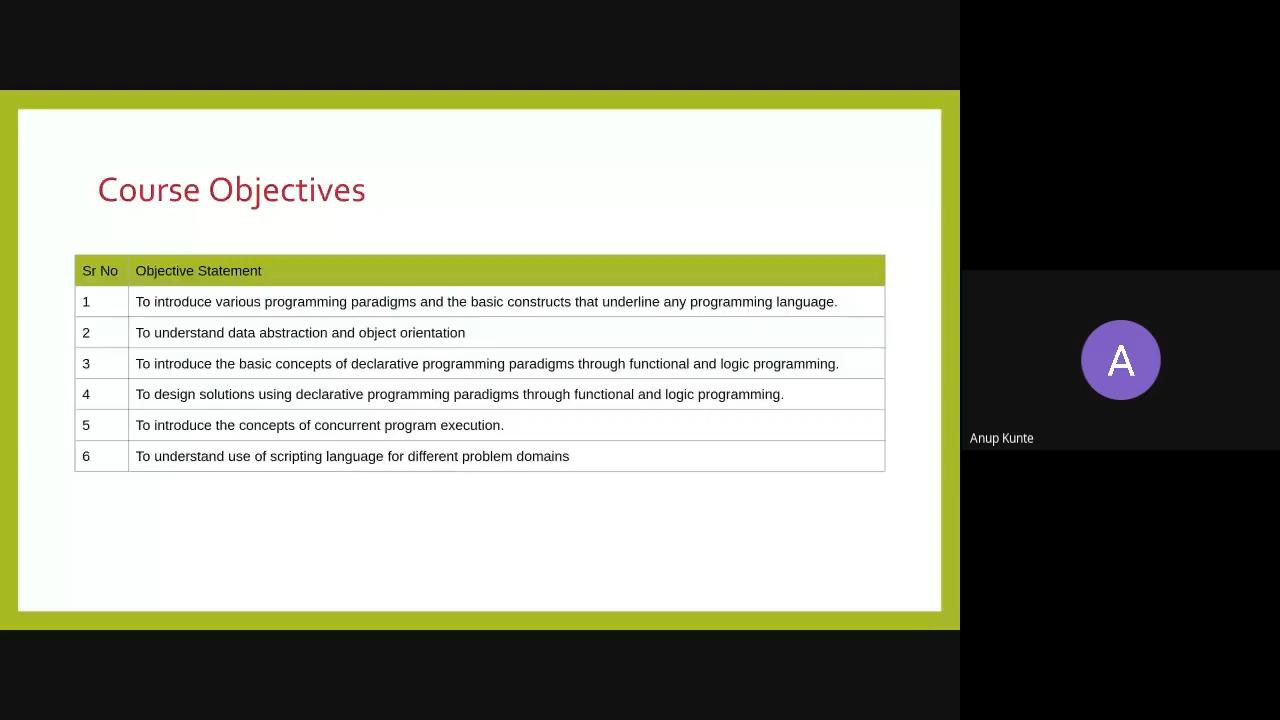 Course Objectives
Sr No Objective Statement
1 To introduce various programming paradigms and the basic constructs that underline any programming language.
2 To understand data abstraction and object orientation
3 To introduce the basic concepts of declarative programming paradigms through functional and logic programming.
4 To design solutions using declarative programming paradigms through functional and logic programming.
5 To introduce the concepts of concurrent program execution.
6 To understand use of scripting language for different problem domains
A
Anup Kunte